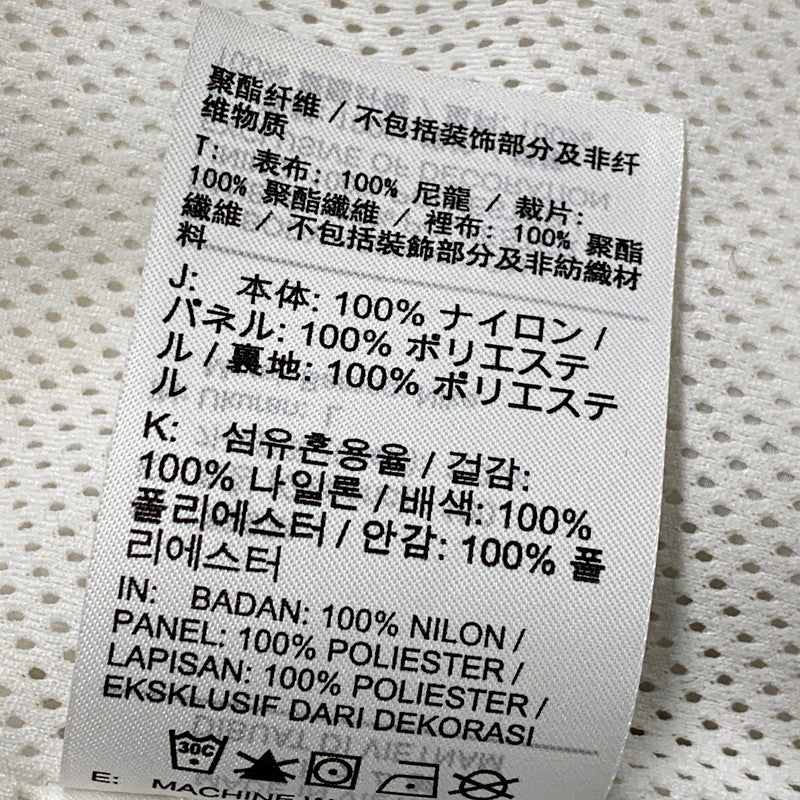 聚酯纤维 / 不包括装饰部分及非纤
维物质
T: 表布: 100% 尼龍 / 裁片:
100% 聚酯纖維 / 裡布: 100% 聚酯
纖維 / 不包括裝飾部分及非紡織材
料
J: 本体: 100% ナイロン /
パネル: 100% ポリエステ
ル / 裏地: 100% ポリエステ
ル
K: 섬유혼용율 / 겉감:
100% 나일론 / 배색: 100%
폴리에스터 / 안감: 100% 폴
리에스터
IN: BADAN: 100% NILON /
PANEL: 100% POLIESTER /
LAPISAN: 100% POLIESTER /
EKSKLUSIF DARI DEKORASI
30C
E: MACHINE